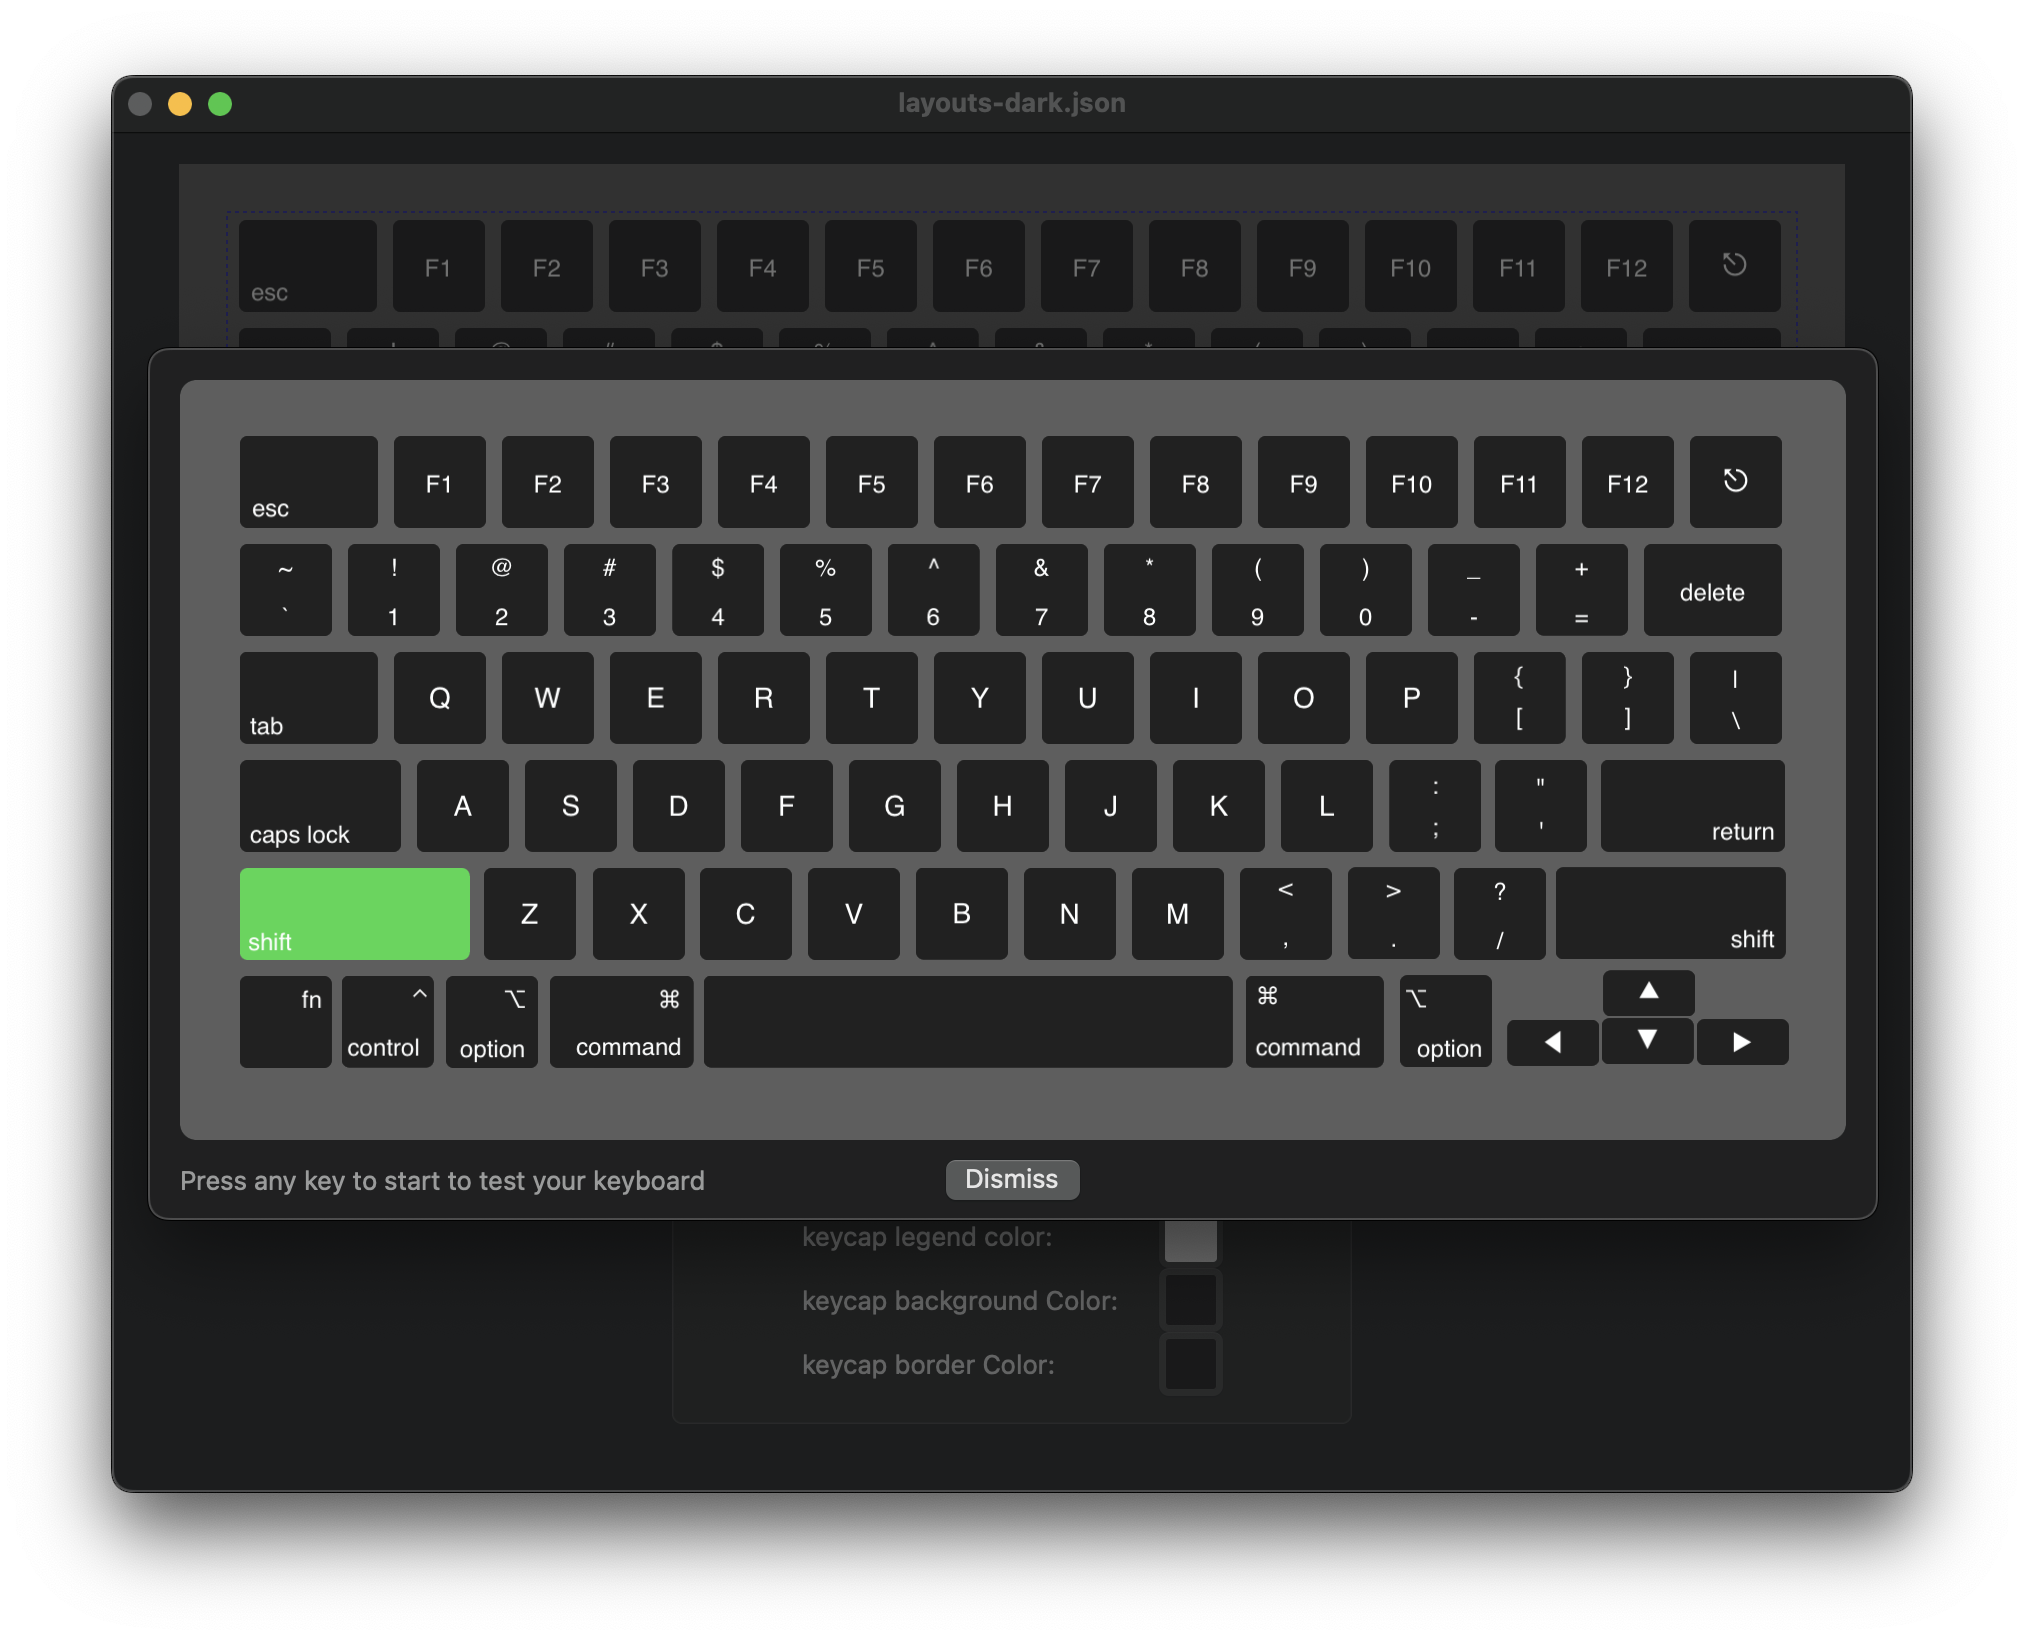 layouts-dark.json
esc F1 F2 F3 F4 F5 F6 F7 F8 F9 F10 F11 F12
esc F1 F2 F3 F4 F5 F6 F7 F8 F9 F10 F11 F12
~ ! @ # $ % ^ & * ( ) _ +
` 1 2 3 4 5 6 7 8 9 0 - = delete
tab Q W E R T Y U I O P { } |
[ ] \
caps lock A S D F G H J K L : "
; ' return
shift Z X C V B N M < > ?
, . / shift
fn ^ ⌥ ⌘ ⌘ ⌥ ▲
control option command command option ◀ ▼ ▶
Press any key to start to test your keyboard
Dismiss
keycap legend color:
keycap background Color:
keycap border Color: